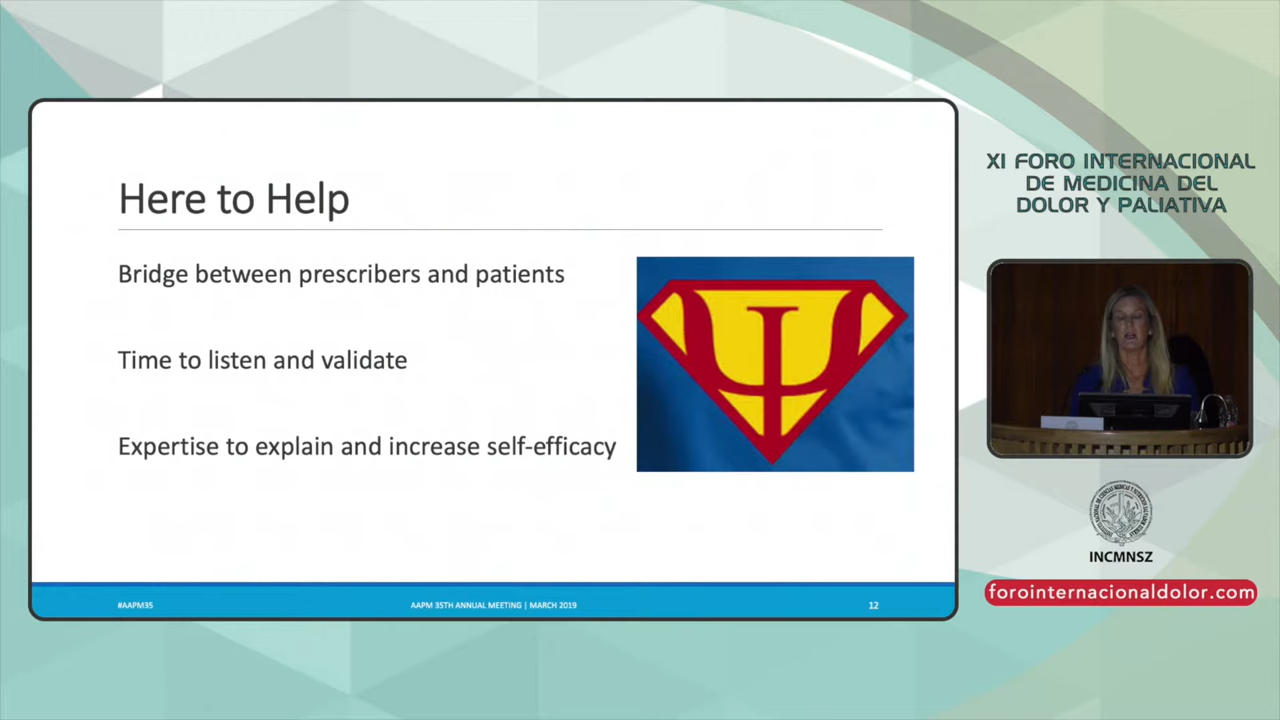 Here to Help
Bridge between prescribers and patients
Time to listen and validate
Expertise to explain and increase self-efficacy
Ψ
#AAPM35
AAPM 35TH ANNUAL MEETING | MARCH 2019
12
XI FORO INTERNACIONAL
DE MEDICINA DEL
DOLOR Y PALIATIVA
INCMNSZ
forointernacionaldolor.com